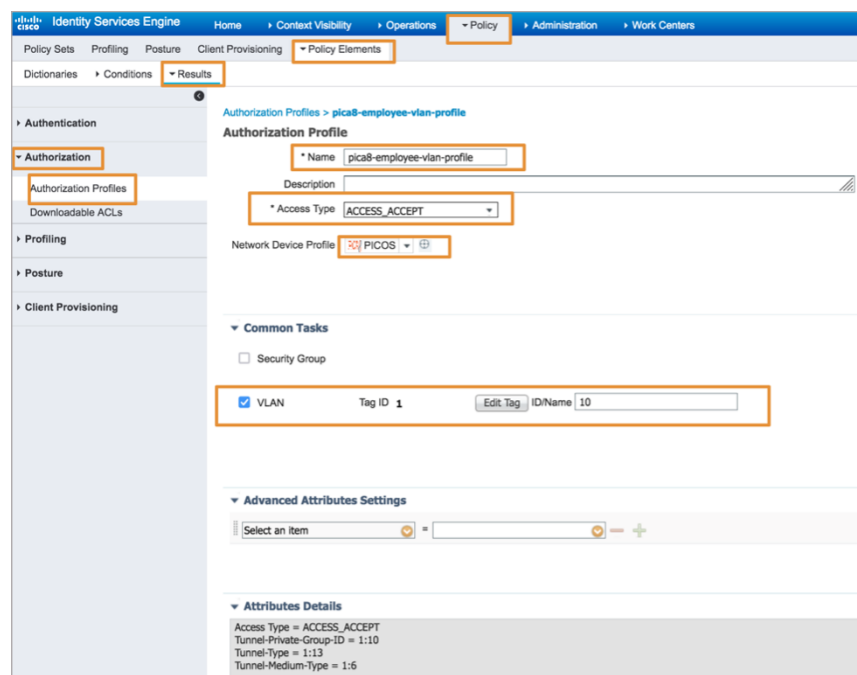 cisco Identity Services Engine Home Context Visibility Operations Policy Administration Work Centers
Policy Sets Profiling Posture Client Provisioning Policy Elements
Dictionaries Conditions Results
Authentication
Authorization
Authorization Profiles
Downloadable ACLs
Profiling
Posture
Client Provisioning
Authorization Profiles > pica8-employee-vlan-profile
Authorization Profile
* Name pica8-employee-vlan-profile
Description
* Access Type ACCESS_ACCEPT
Network Device Profile PICOS
Common Tasks
Security Group
VLAN Tag ID 1 Edit Tag ID/Name 10
Advanced Attributes Settings
Select an item =
Attributes Details
Access Type = ACCESS_ACCEPT
Tunnel-Private-Group-ID = 1:10
Tunnel-Type = 1:13
Tunnel-Medium-Type = 1:6